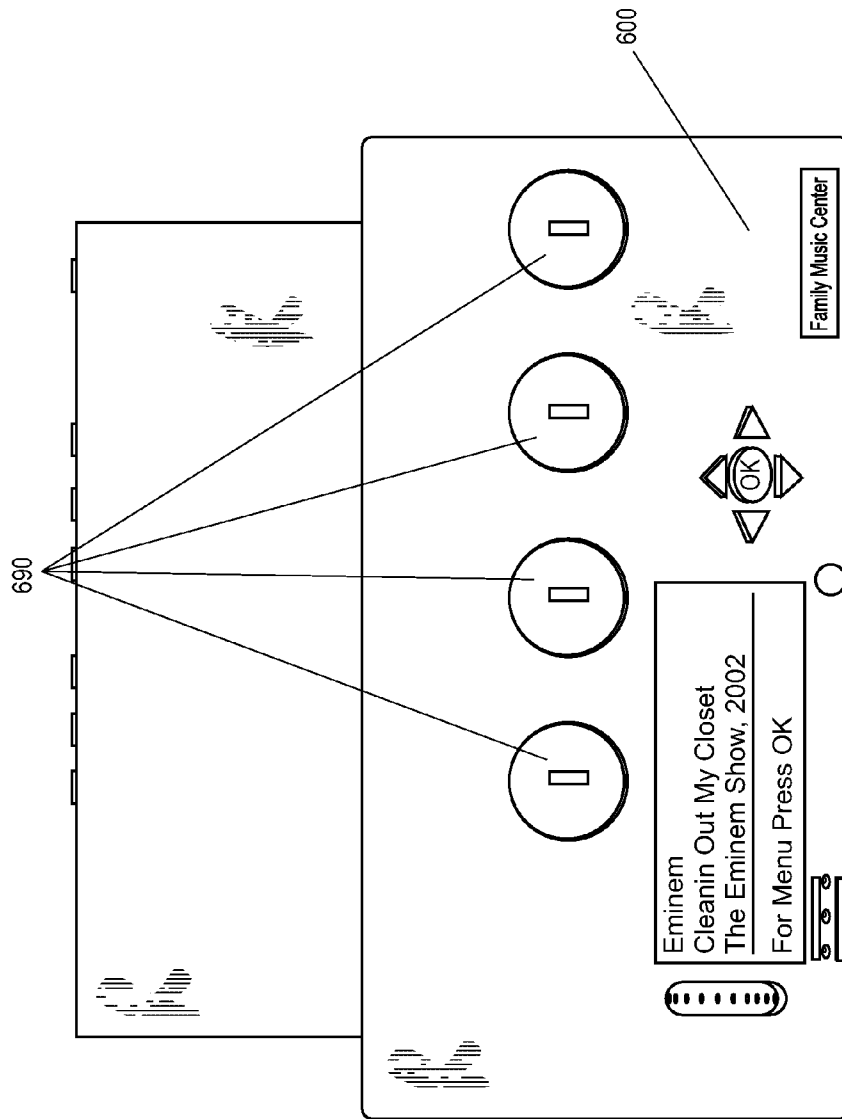 690
600
Eminem
Cleanin Out My Closet
The Eminem Show, 2002
For Menu Press OK
OK
Family Music Center